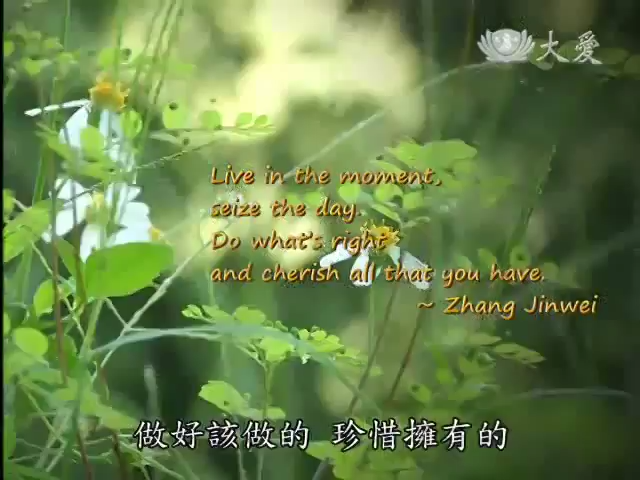 大愛
Live in the moment,
seize the day.
Do what's right
and cherish all that you have.
~ Zhang Jinwei
做好該做的 珍惜擁有的